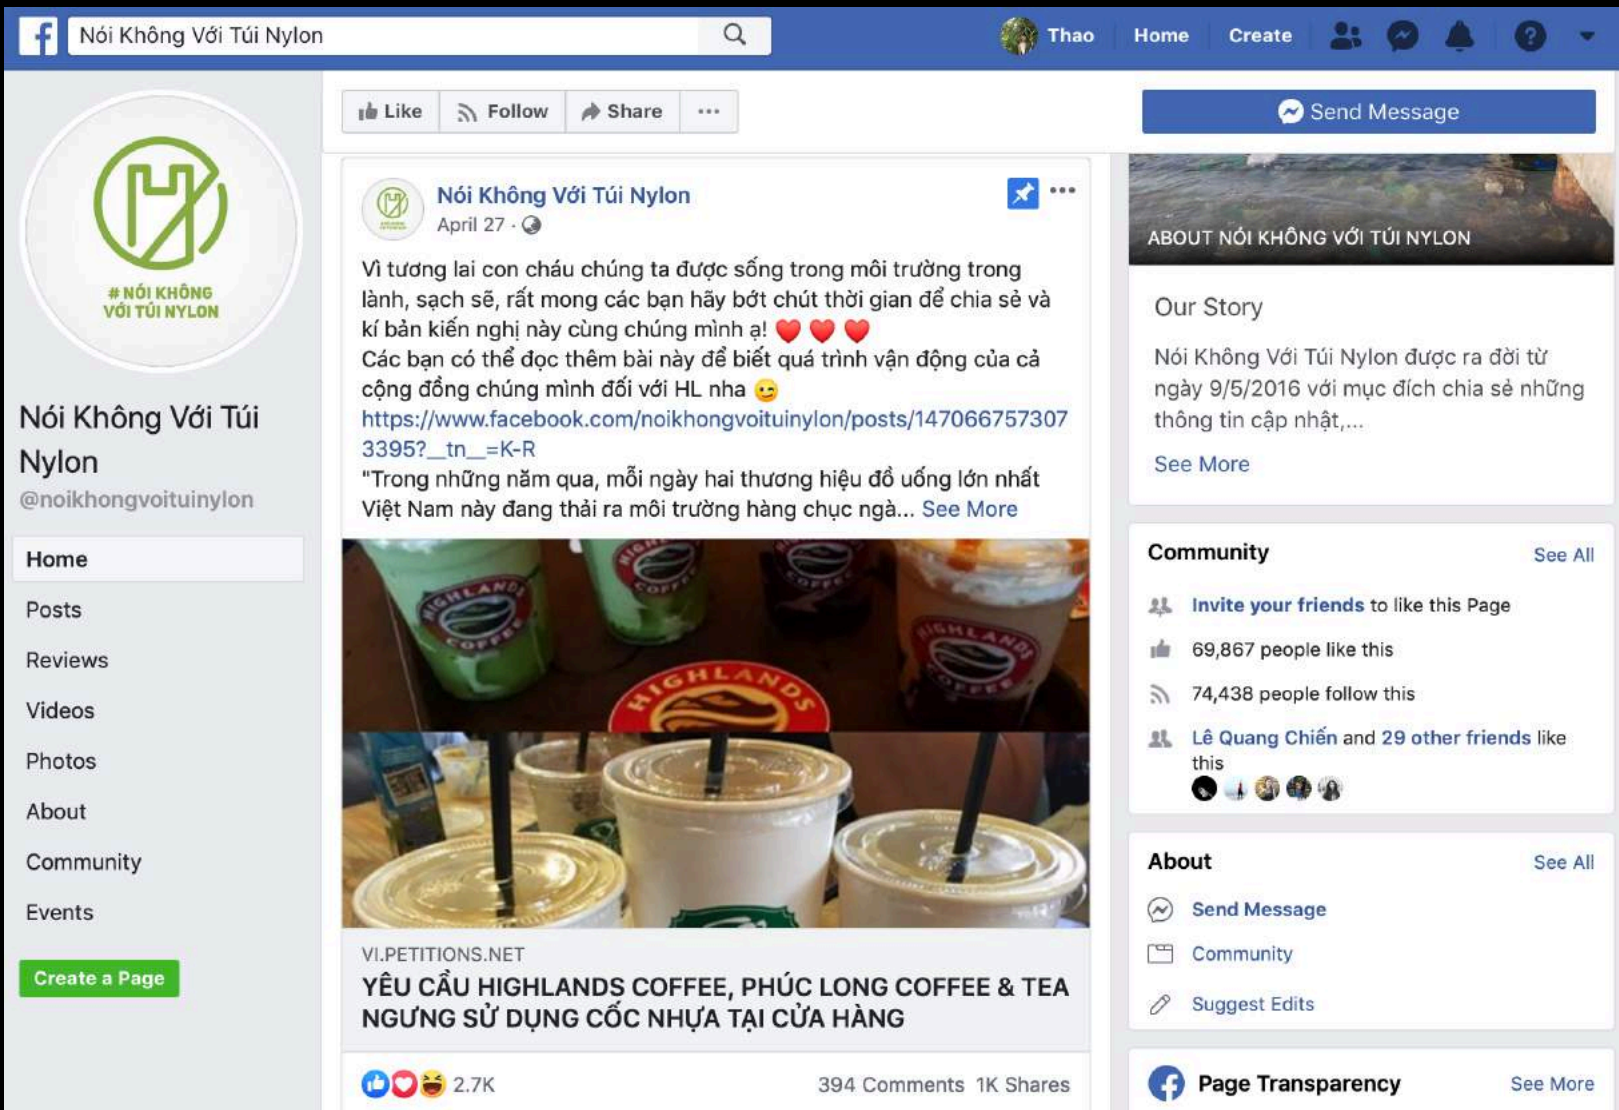 Nói Không Với Túi Nylon
Thao
Home
Create
# NÓI KHÔNG
VỚI TÚI NYLON
Nói Không Với Túi
Nylon
@noikhongvoituinylon
Home
Posts
Reviews
Videos
Photos
About
Community
Events
Create a Page
Like
Follow
Share
Send Message
Nói Không Với Túi Nylon
April 27 ·
Vì tương lai con cháu chúng ta được sống trong môi trường trong
lành, sạch sẽ, rất mong các bạn hãy bớt chút thời gian để chia sẻ và
kí bản kiến nghị này cùng chúng mình ạ! ❤️ ❤️ ❤️
Các bạn có thể đọc thêm bài này để biết quá trình vận động của cả
cộng đồng chúng mình đối với HL nha 😉
https://www.facebook.com/noikhongvoituinylon/posts/147066757307
3395?__tn__=K-R
"Trong những năm qua, mỗi ngày hai thương hiệu đồ uống lớn nhất
Việt Nam này đang thải ra môi trường hàng chục ngà... See More
HIGHLANDS
COFFEE
HIGHLANDS
COFFEE
COFFEE
HIGHLANDS
COFFEE
HIGHLANDS
VI.PETITIONS.NET
YÊU CẦU HIGHLANDS COFFEE, PHÚC LONG COFFEE & TEA
NGƯNG SỬ DỤNG CỐC NHỰA TẠI CỬA HÀNG
2.7K
394 Comments 1K Shares
ABOUT NÓI KHÔNG VỚI TÚI NYLON
Our Story
Nói Không Với Túi Nylon được ra đời từ
ngày 9/5/2016 với mục đích chia sẻ những
thông tin cập nhật,...
See More
Community
See All
Invite your friends to like this Page
69,867 people like this
74,438 people follow this
Lê Quang Chiến and 29 other friends like
this
About
See All
Send Message
Community
Suggest Edits
Page Transparency
See More